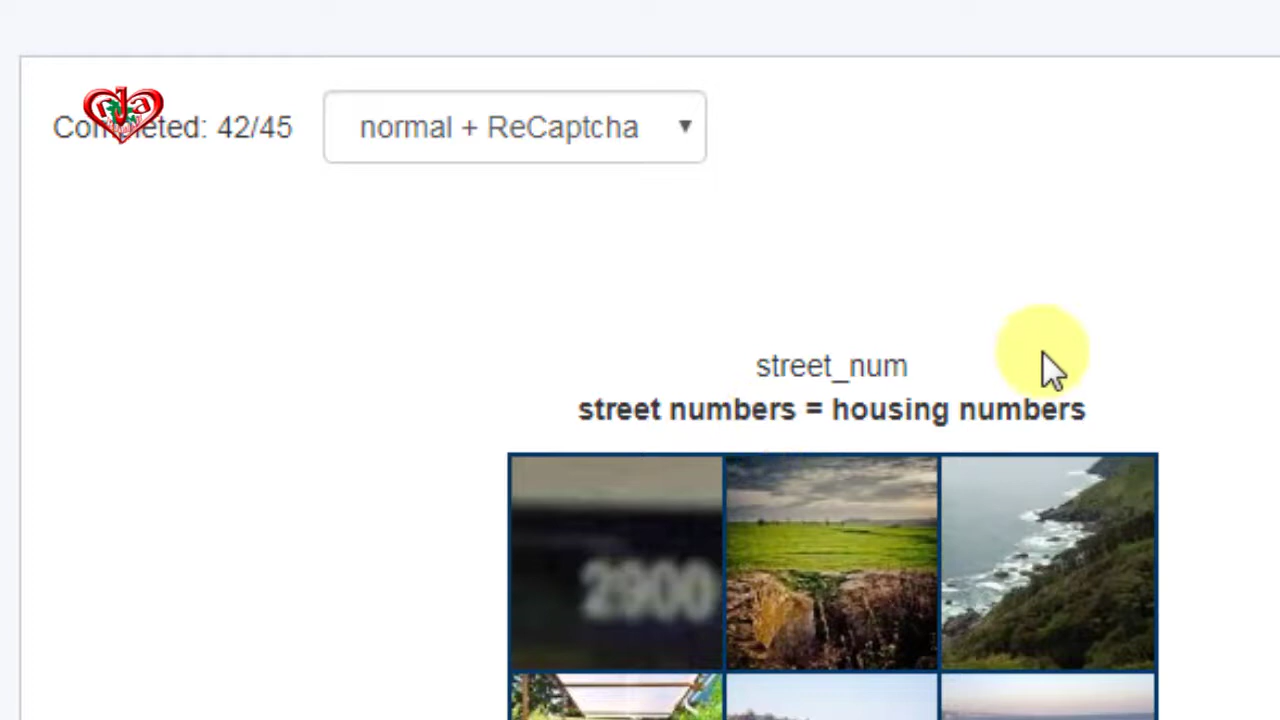 Completed: 42/45
normal + ReCaptcha
street_num
street numbers = housing numbers
2900